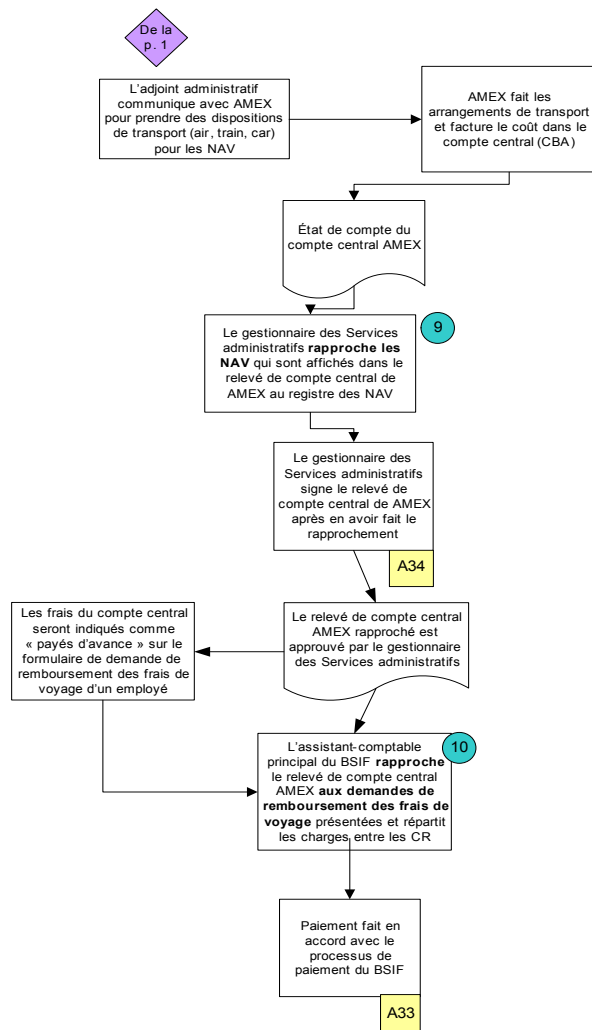 De la
p. 1
L'adjoint administratif
communique avec AMEX
pour prendre des dispositions
de transport (air, train, car)
pour les NAV
AMEX fait les
arrangements de transport
et facture le coût dans le
compte central (CBA)
État de compte du
compte central AMEX
9
Le gestionnaire des Services
administratifs rapproche les
NAV qui sont affichés dans le
relevé de compte central de
AMEX au registre des NAV
Le gestionnaire des
Services administratifs
signe le relevé de
compte central de AMEX
après en avoir fait le
rapprochement
A34
Les frais du compte central
seront indiqués comme
« payés d'avance » sur le
formulaire de demande de
remboursement des frais de
voyage d'un employé
Le relevé de compte central
AMEX rapproché est
approuvé par le gestionnaire
des Services administratifs
10
L'assistant-comptable
principal du BSIF rapproche
le relevé de compte central
AMEX aux demandes de
remboursement des frais de
voyage présentées et répartit
les charges entre les CR
Paiement fait en
accord avec le
processus de
paiement du BSIF
A33